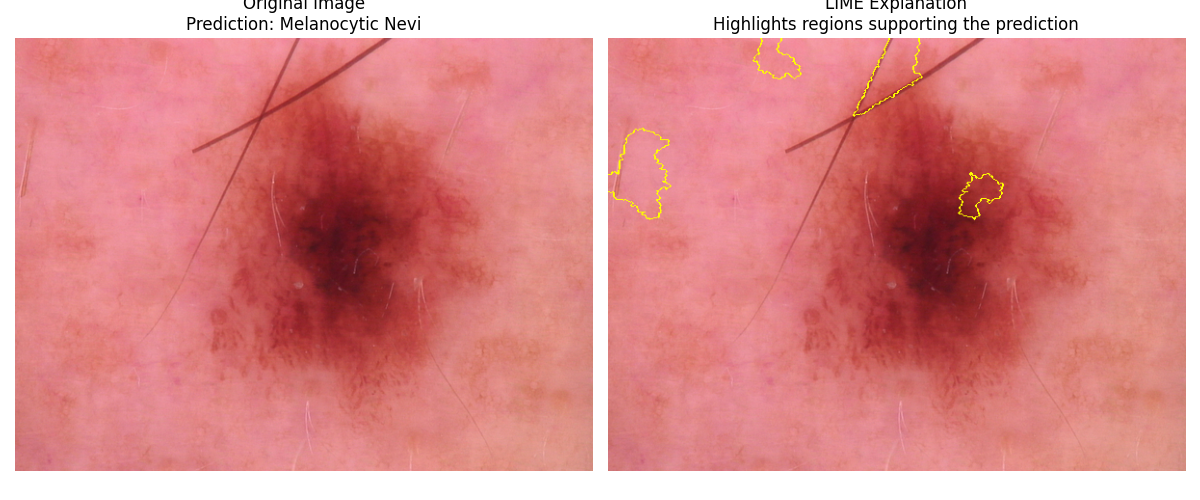 Original Image
Prediction: Melanocytic Nevi
LIME Explanation
Highlights regions supporting the prediction